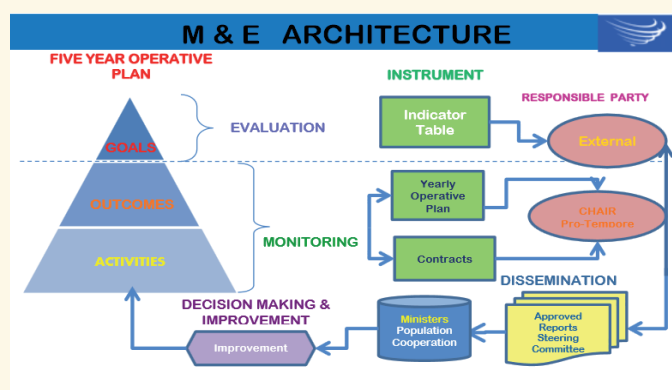 M & E ARCHITECTURE
FIVE YEAR OPERATIVE
PLAN
INSTRUMENT
RESPONSIBLE PARTY
Indicator
Table
EVALUATION
External
GOALS
Yearly
Operative
Plan
OUTCOMES
CHAIR
Pro-Tempore
MONITORING
Contracts
ACTIVITIES
DISSEMINATION
DECISION MAKING &
IMPROVEMENT
Ministers
Population
Cooperation
Approved
Reports
Steering
Committee
Improvement